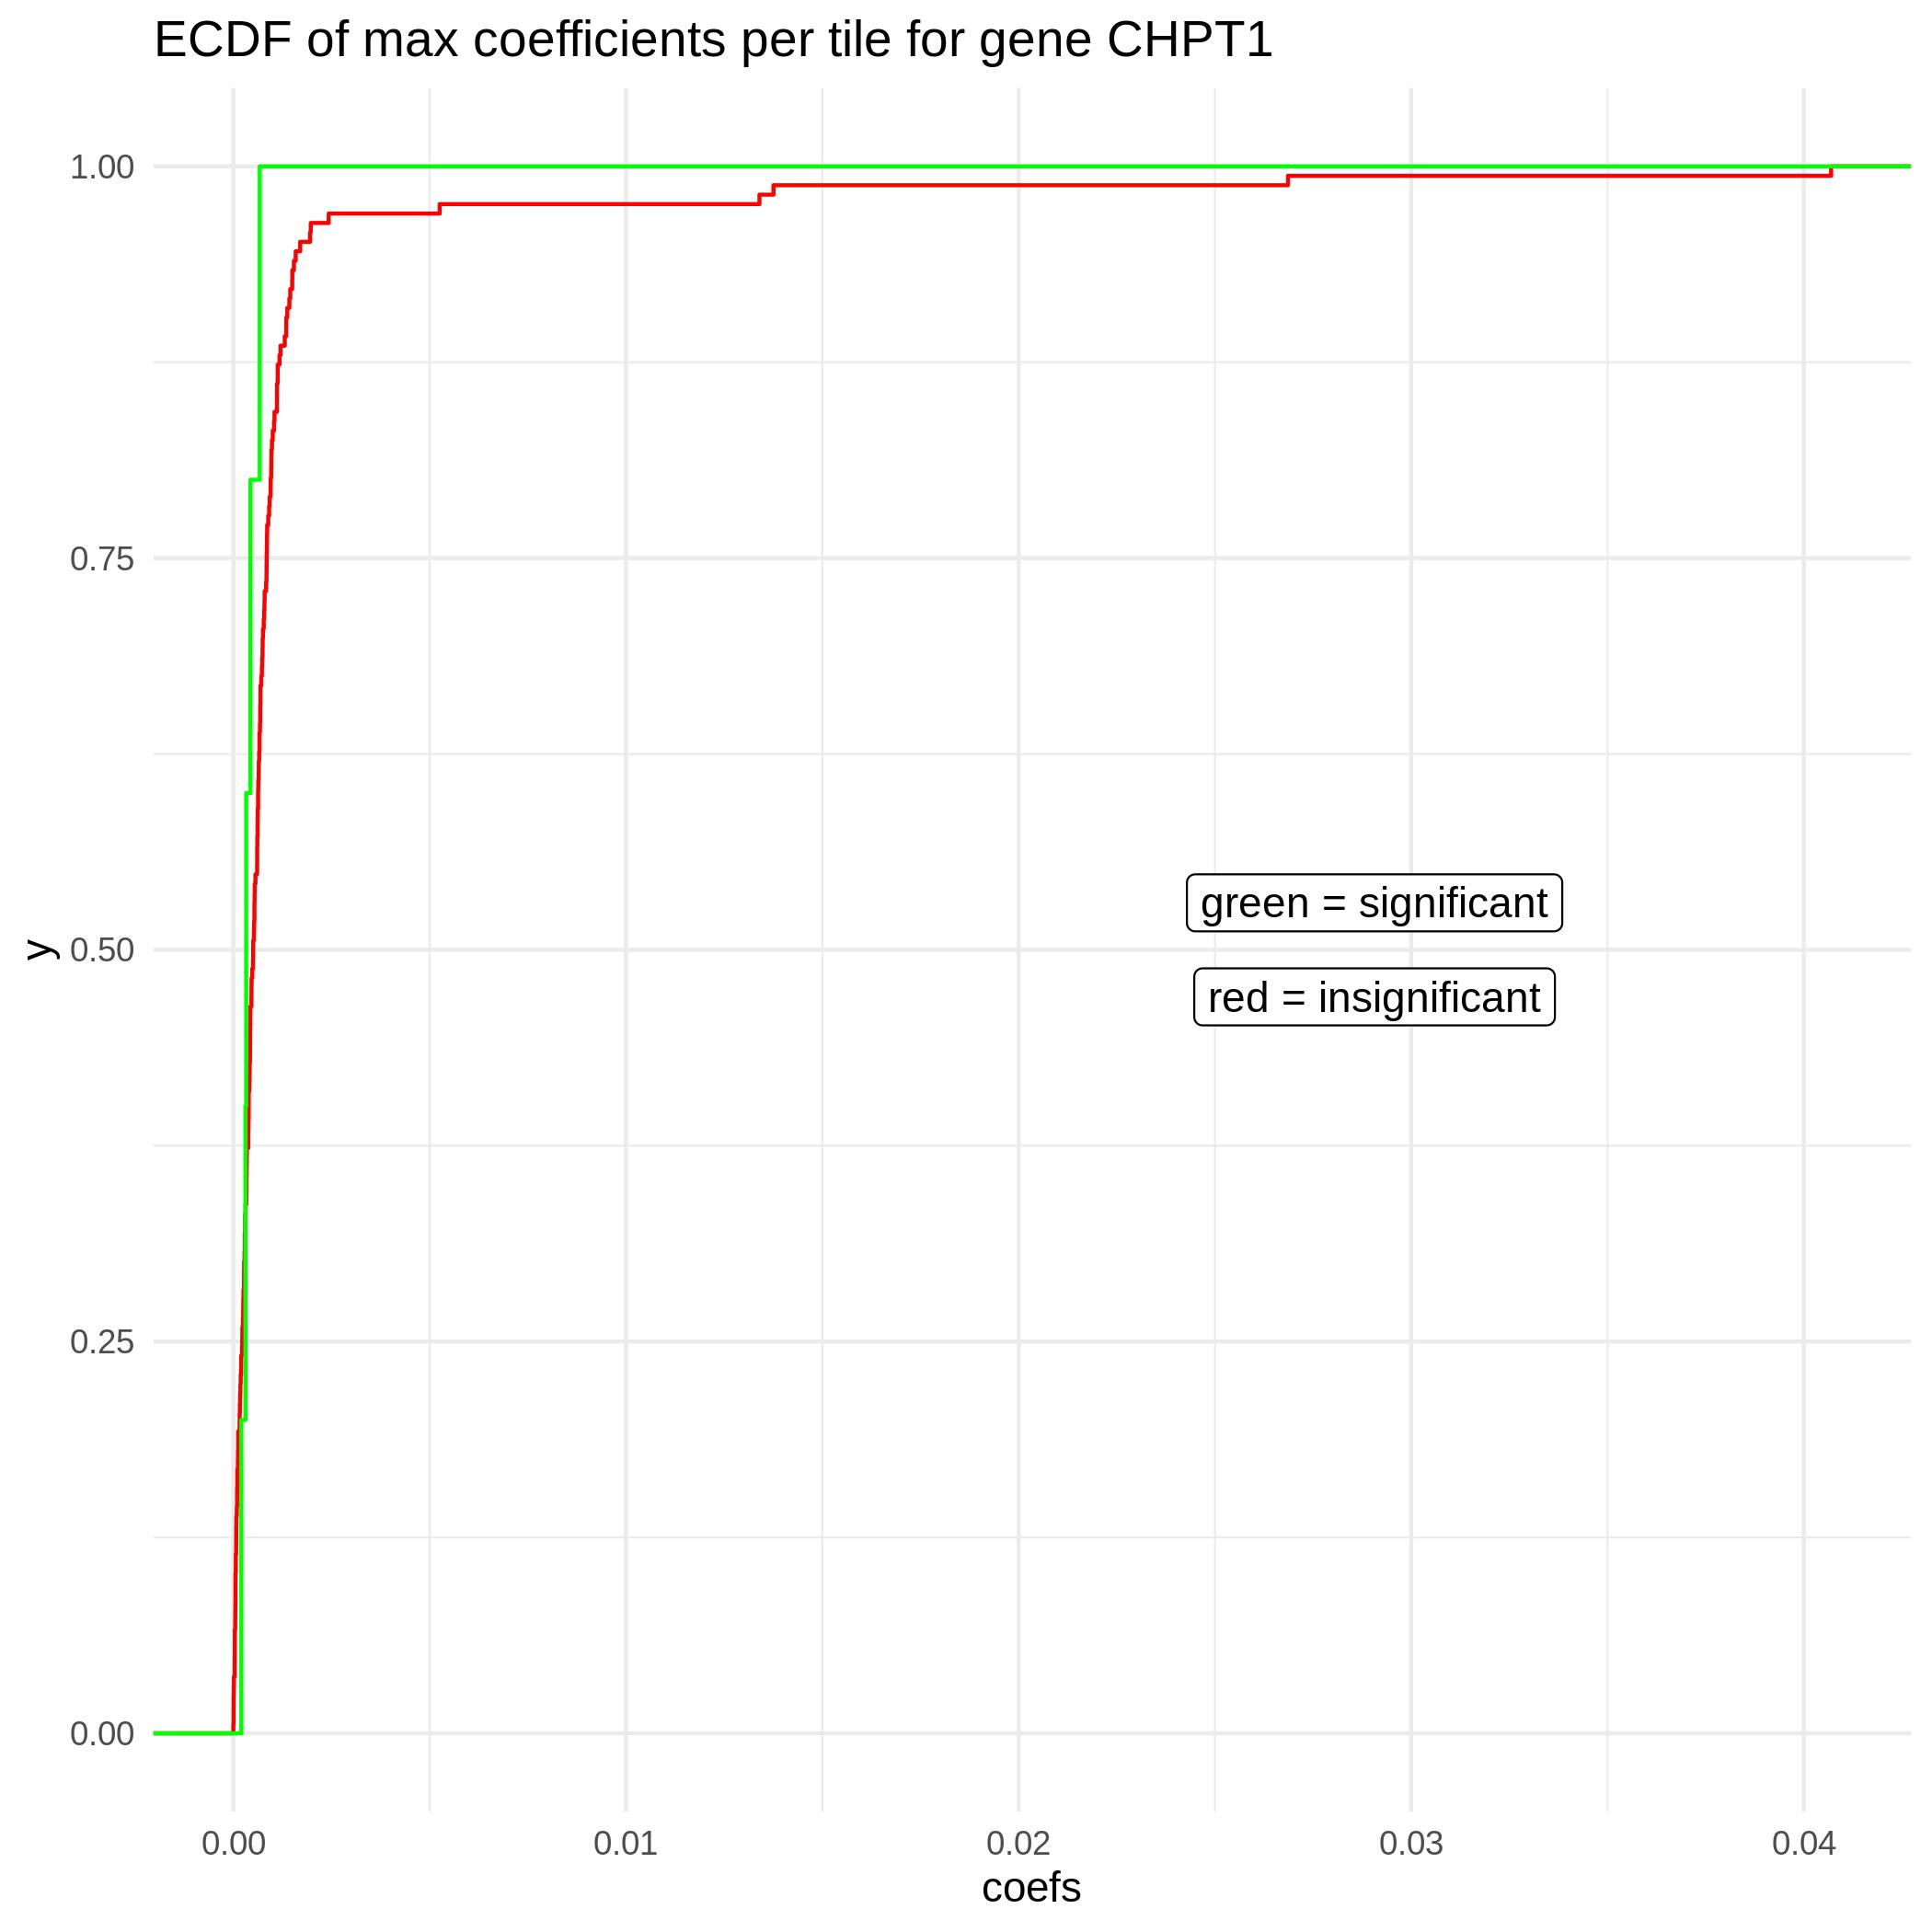 ECDF of max coefficients per tile for gene CHPT1
1.00
0.75
0.50
0.25
0.00
y
green = significant
red = insignificant
0.00 0.01 0.02 0.03 0.04
coefs